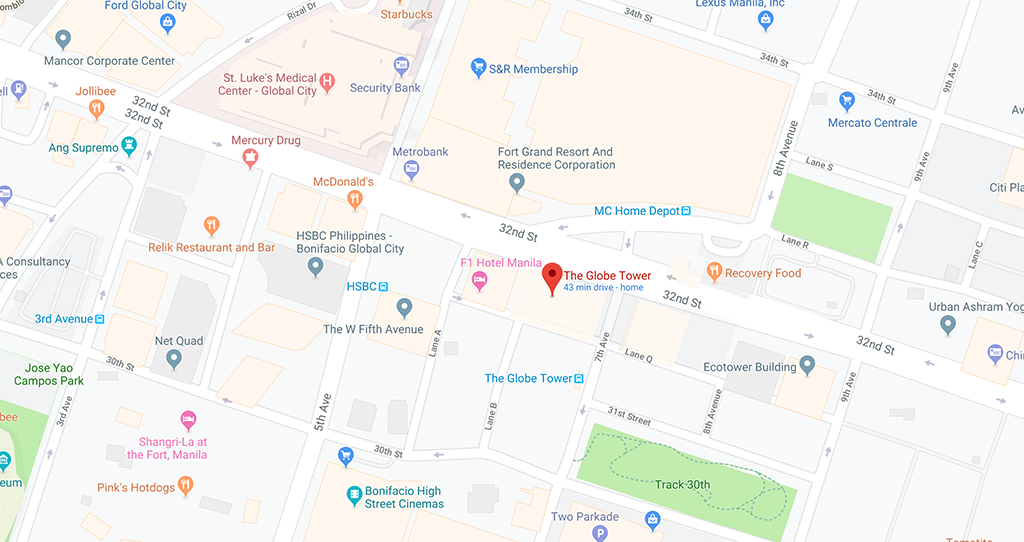 Ford Global City
Rizal Dr
Starbucks
34th St
Lexus Manila, Inc
Mancor Corporate Center
St. Luke's Medical
Center - Global City
Security Bank
S&R Membership
34th St
9th Ave
Jollibee
32nd St
32nd St
34th St
Mercato Centrale
Ang Supremo
Mercury Drug
Metrobank
Fort Grand Resort And
Residence Corporation
8th Avenue
Lane S
9th Ave
McDonald's
Citi Pl
MC Home Depot
32nd St
Lane R
Lane C
Relik Restaurant and Bar
HSBC Philippines -
Bonifacio Global City
A Consultancy
F1 Hotel Manila
The Globe Tower
43 min drive - home
Recovery Food
HSBC
32nd St
Urban Ashram Yog
3rd Avenue
The W Fifth Avenue
Net Quad
Lane A
7th Ave
Lane Q
32nd St
Chi
30th St
Jose Yao
Campos Park
The Globe Tower
Ecotower Building
3rd Ave
5th Ave
Lane B
31st Street
8th Avenue
9th Ave
Shangri-La at
the Fort, Manila
30th St
Pink's Hotdogs
Bonifacio High
Street Cinemas
Track 30th
Two Parkade